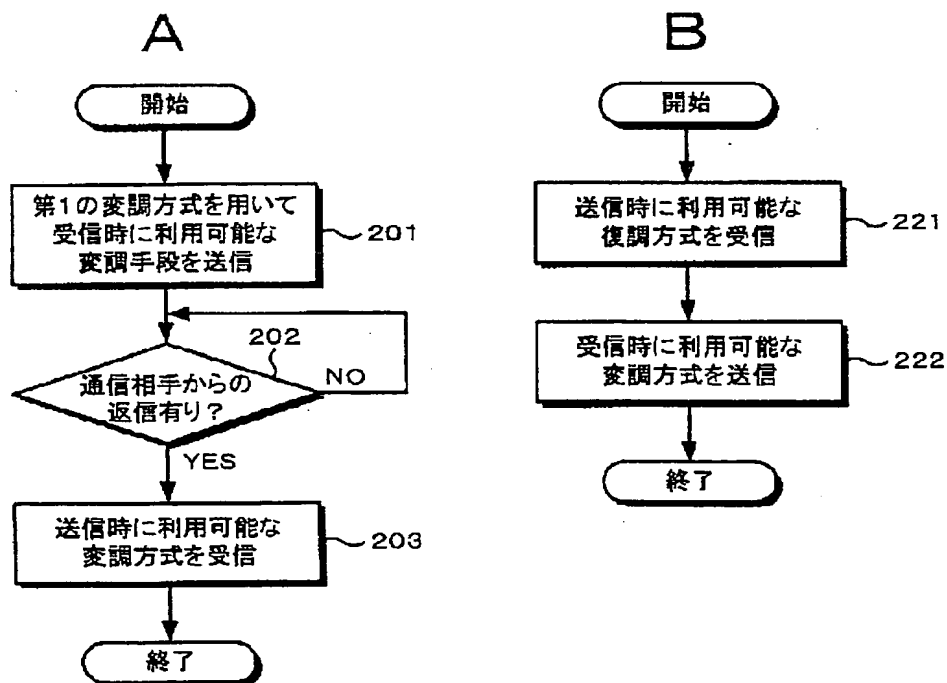 A
開始
第1の変調方式を用いて
受信時に利用可能な
変調手段を送信
201
202
通信相手からの
返信有り？
NO
YES
送信時に利用可能な
変調方式を受信
203
終了
B
開始
送信時に利用可能な
復調方式を受信
221
受信時に利用可能な
変調方式を送信
222
終了